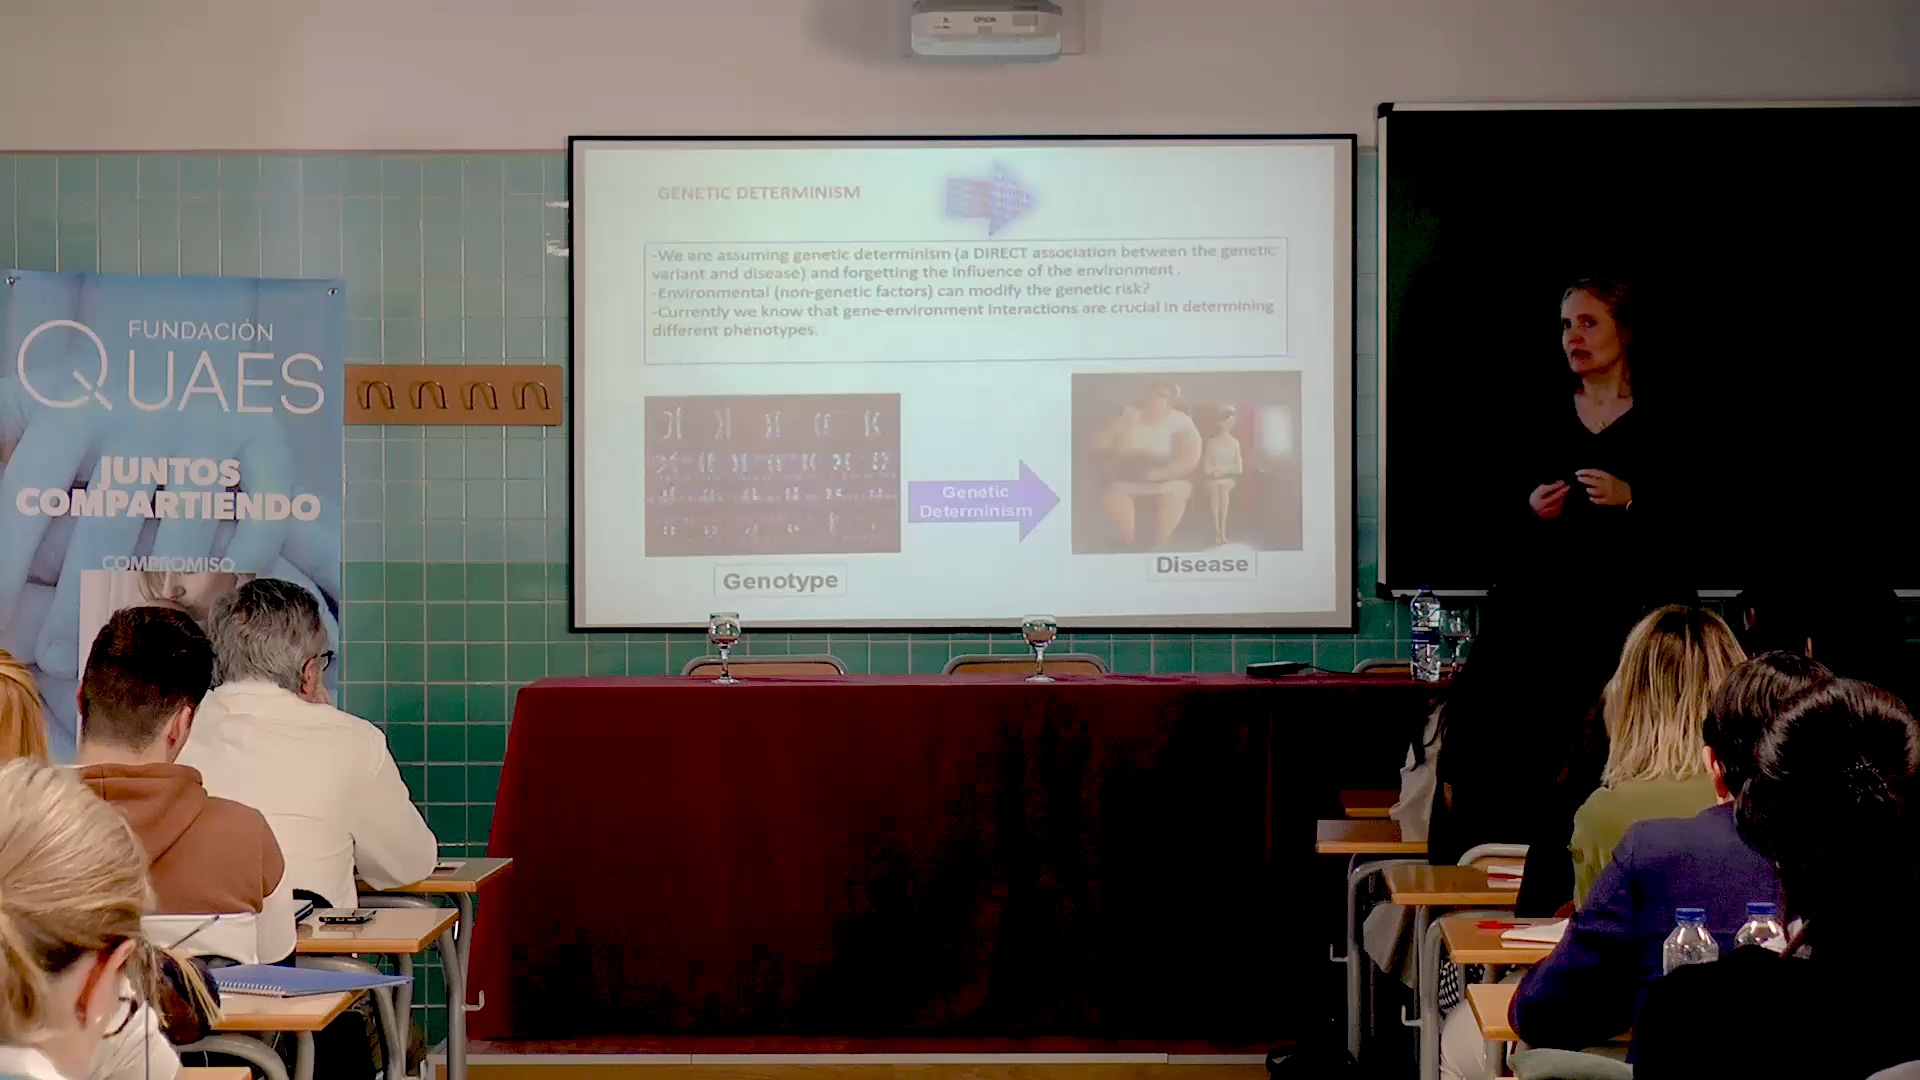 EPSON
GENETIC DETERMINISM
-We are assuming genetic determinism (a DIRECT association between the genetic
variant and disease) and forgetting the influence of the environment.
-Environmental (non-genetic factors) can modify the genetic risk?
-Currently we know that gene-environment interactions are crucial in determining
different phenotypes.
Genetic
Determinism
Genotype
Disease
FUNDACIÓN
QUAES
JUNTOS
COMPARTIENDO
COMPROMISO